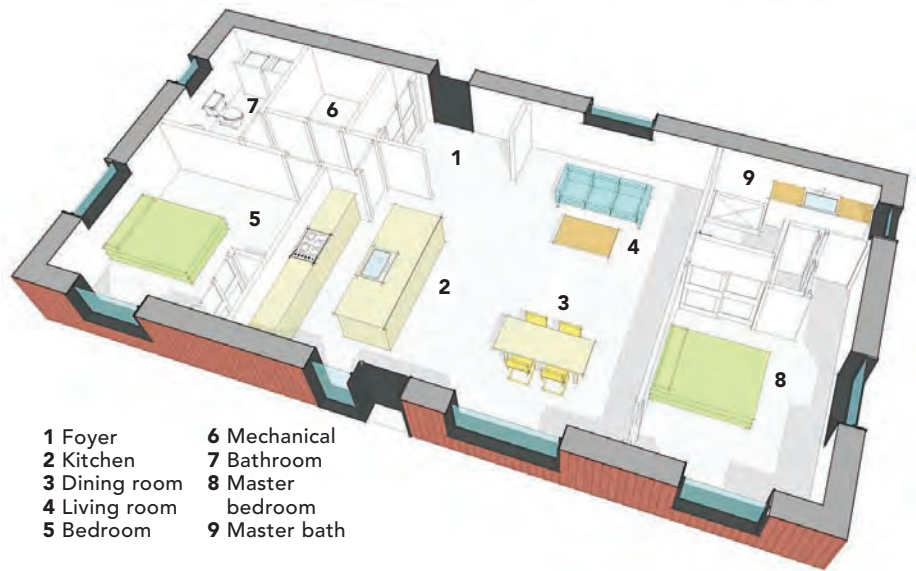 7
6
1
9
5
4
2
3
8
1 Foyer
2 Kitchen
3 Dining room
4 Living room
5 Bedroom
6 Mechanical
7 Bathroom
8 Master
bedroom
9 Master bath